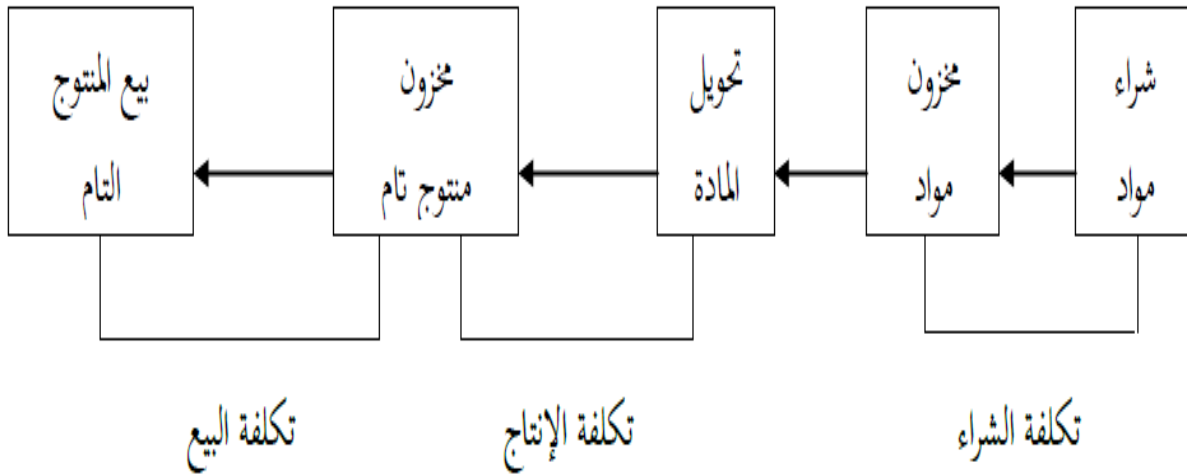 شراء
مواد
مخزون
مواد
تحويل
المادة
مخزون
منتوج تام
بيع المنتوج
التام
تكلفة الشراء
تكلفة الإنتاج
تكلفة البيع